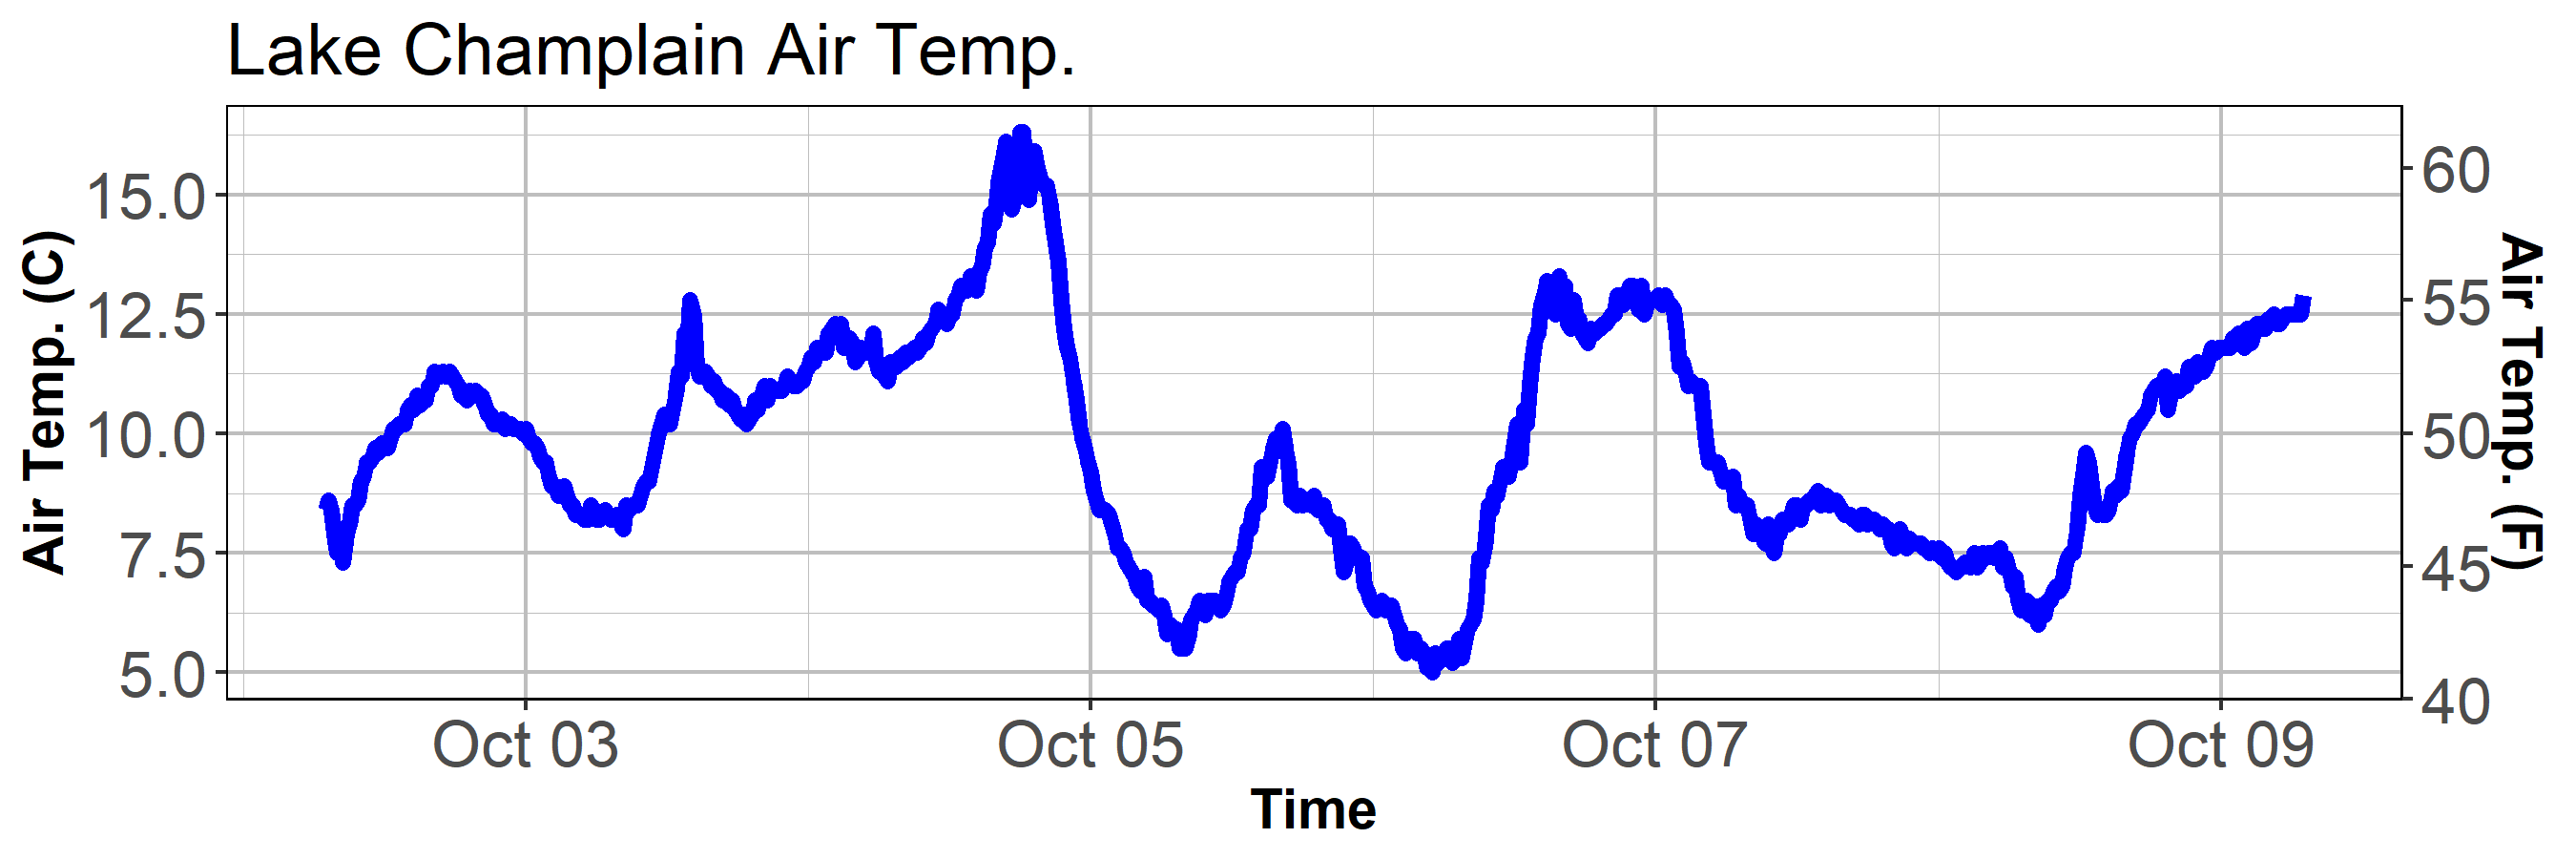 Lake Champlain Air Temp.
Air Temp. (C)
15.0
12.5
10.0
7.5
5.0
60
55
50
45
40
Air Temp. (F)
Oct 03
Oct 05
Oct 07
Oct 09
Time